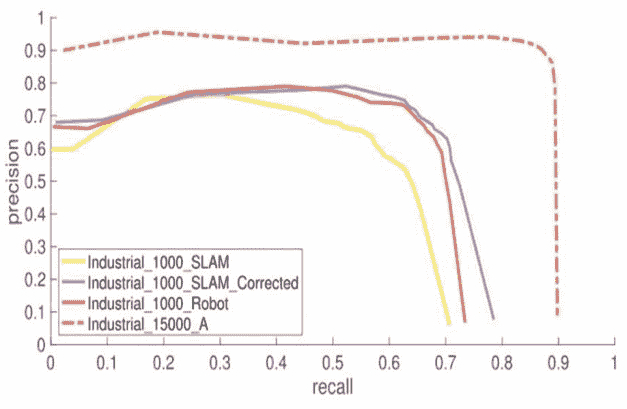 1
0.9
0.8
0.7
0.6
0.5
0.4
0.3
0.2
0.1
0
precision
Industrial_1000_SLAM
Industrial_1000_SLAM_Corrected
Industrial_1000_Robot
Industrial_15000_A
0 0.1 0.2 0.3 0.4 0.5 0.6 0.7 0.8 0.9 1
recall